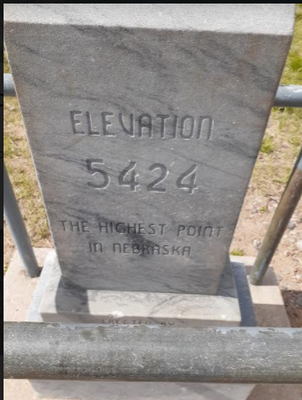 ELEVATION
5424
THE HIGHEST POINT
IN NEBRASKA